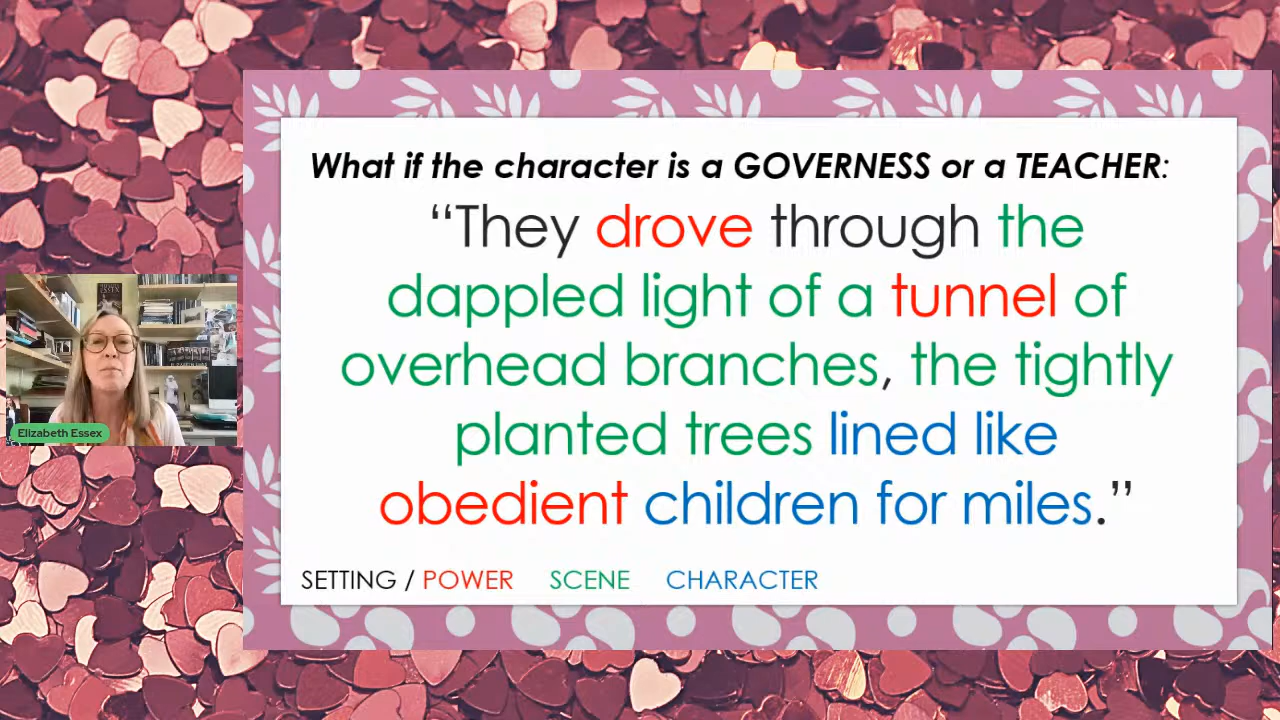 What if the character is a GOVERNESS or a TEACHER:
“They drove through the
dappled light of a tunnel of
overhead branches, the tightly
planted trees lined like
obedient children for miles.”
SETTING / POWER SCENE CHARACTER
ESSEX
Elizabeth Essex